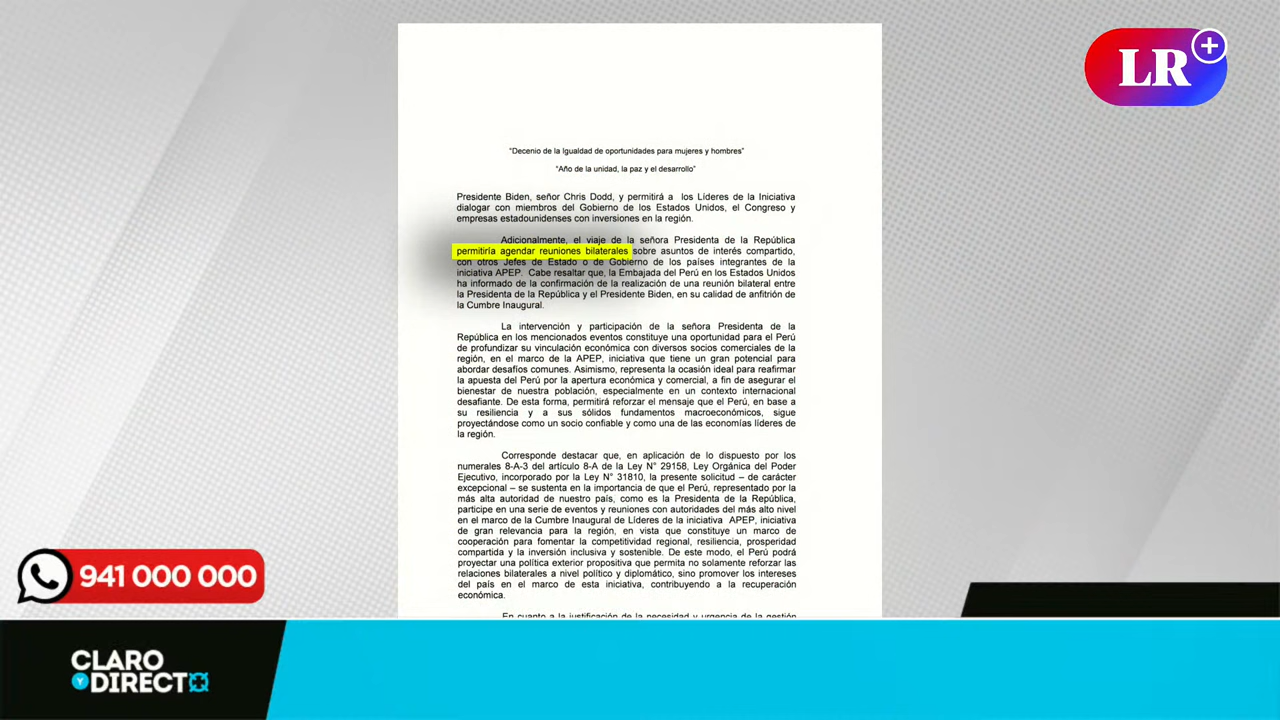 LR+
"Decenio de la Igualdad de oportunidades para mujeres y hombres"
"Año de la unidad, la paz y el desarrollo"
Presidente Biden, señor Chris Dodd, y permitirá a los Líderes de la Iniciativa
dialogar con miembros del Gobierno de los Estados Unidos, el Congreso y
empresas estadounidenses con inversiones en la región.
Adicionalmente, el viaje de la señora Presidenta de la República
permitiría agendar reuniones bilaterales sobre asuntos de interés compartido,
con otros Jefes de Estado o de Gobierno de los países integrantes de la
iniciativa APEP. Cabe resaltar que, la Embajada del Perú en los Estados Unidos
ha informado de la confirmación de la realización de una reunión bilateral entre
la Presidenta de la República y el Presidente Biden, en su calidad de anfitrión de
la Cumbre Inaugural.
La intervención y participación de la señora Presidenta de la
República en los mencionados eventos constituye una oportunidad para el Perú
de profundizar su vinculación económica con diversos socios comerciales de la
región, en el marco de la APEP, iniciativa que tiene un gran potencial para
abordar desafíos comunes. Asimismo, representa la ocasión ideal para reafirmar
la apuesta del Perú por la apertura económica y comercial, a fin de asegurar el
bienestar de nuestra población, especialmente en un contexto internacional
desafiante. De esta forma, permitirá reforzar el mensaje que el Perú, en base a
su resiliencia y a sus sólidos fundamentos macroeconómicos, sigue
proyectándose como un socio confiable y como una de las economías líderes de
la región.
Corresponde destacar que, en aplicación de lo dispuesto por los
numerales 8-A-3 del artículo 8-A de la Ley N° 29158, Ley Orgánica del Poder
Ejecutivo, incorporado por la Ley N° 31810, la presente solicitud – de carácter
excepcional – se sustenta en la importancia de que el Perú, representado por la
más alta autoridad de nuestro país, como es la Presidenta de la República,
participe en una serie de eventos y reuniones con autoridades del más alto nivel
en el marco de la Cumbre Inaugural de Líderes de la iniciativa APEP, iniciativa
de gran relevancia para la región, en vista que constituye un marco de
cooperación para fomentar la competitividad regional, resiliencia, prosperidad
compartida y la inversión inclusiva y sostenible. De este modo, el Perú podrá
proyectar una política exterior propositiva que permita no solamente reforzar las
relaciones bilaterales a nivel político y diplomático, sino promover los intereses
del país en el marco de esta iniciativa, contribuyendo a la recuperación
económica.
En cuanto a la justificación de la necesidad y urgencia de la gestión
941 000 000
CLARO
Y DIRECTO